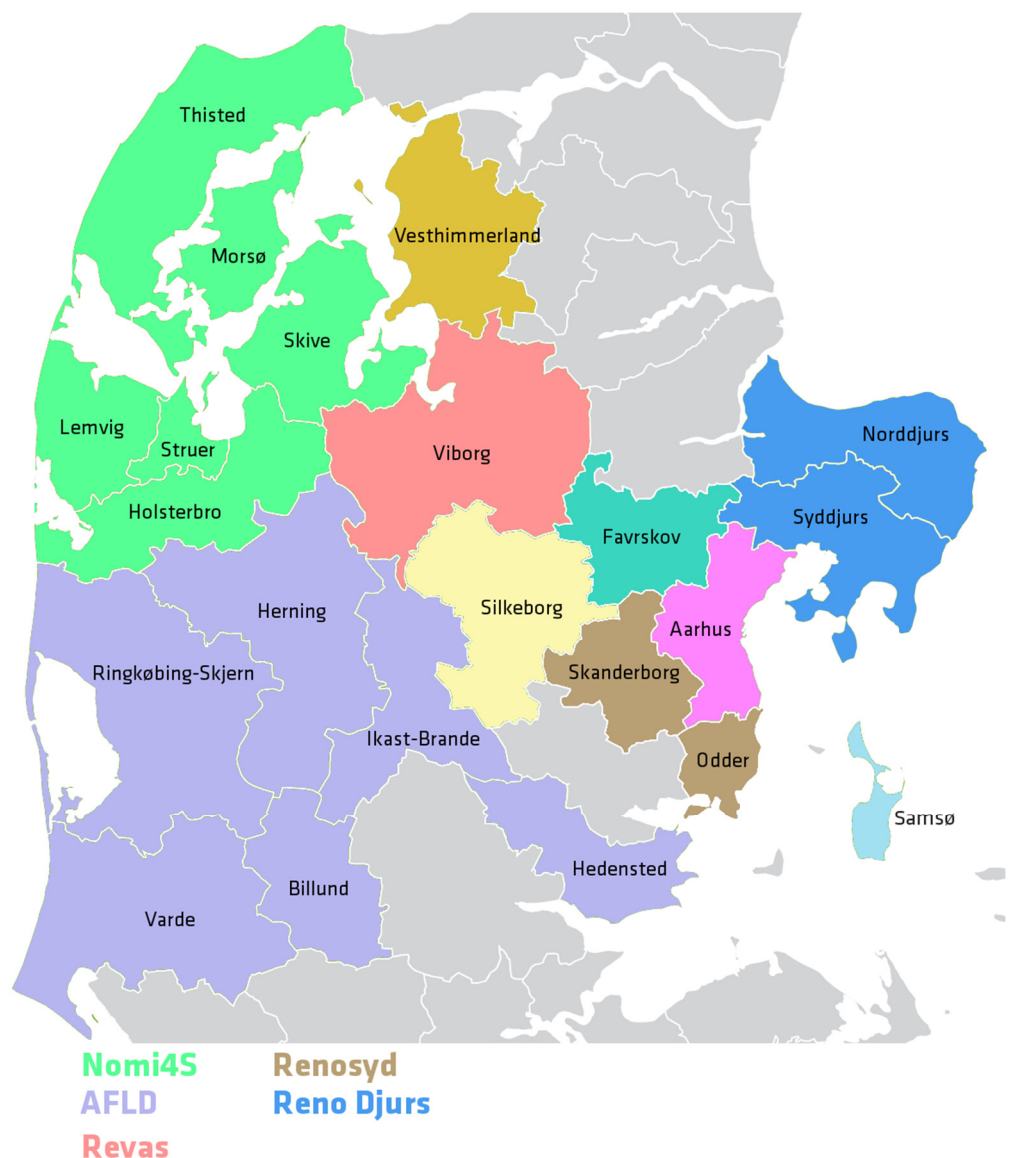 Thisted
Vesthimmerland
Morsø
Skive
Lemvig
Struer
Viborg
Norddjurs
Holsterbro
Syddjurs
Favrskov
Herning
Silkeborg
Aarhus
Ringkøbing-Skjern
Skanderborg
Ikast-Brande
Odder
Samsø
Hedensted
Billund
Varde
Nomi4S
AFLD
Revas
Renosyd
Reno Djurs